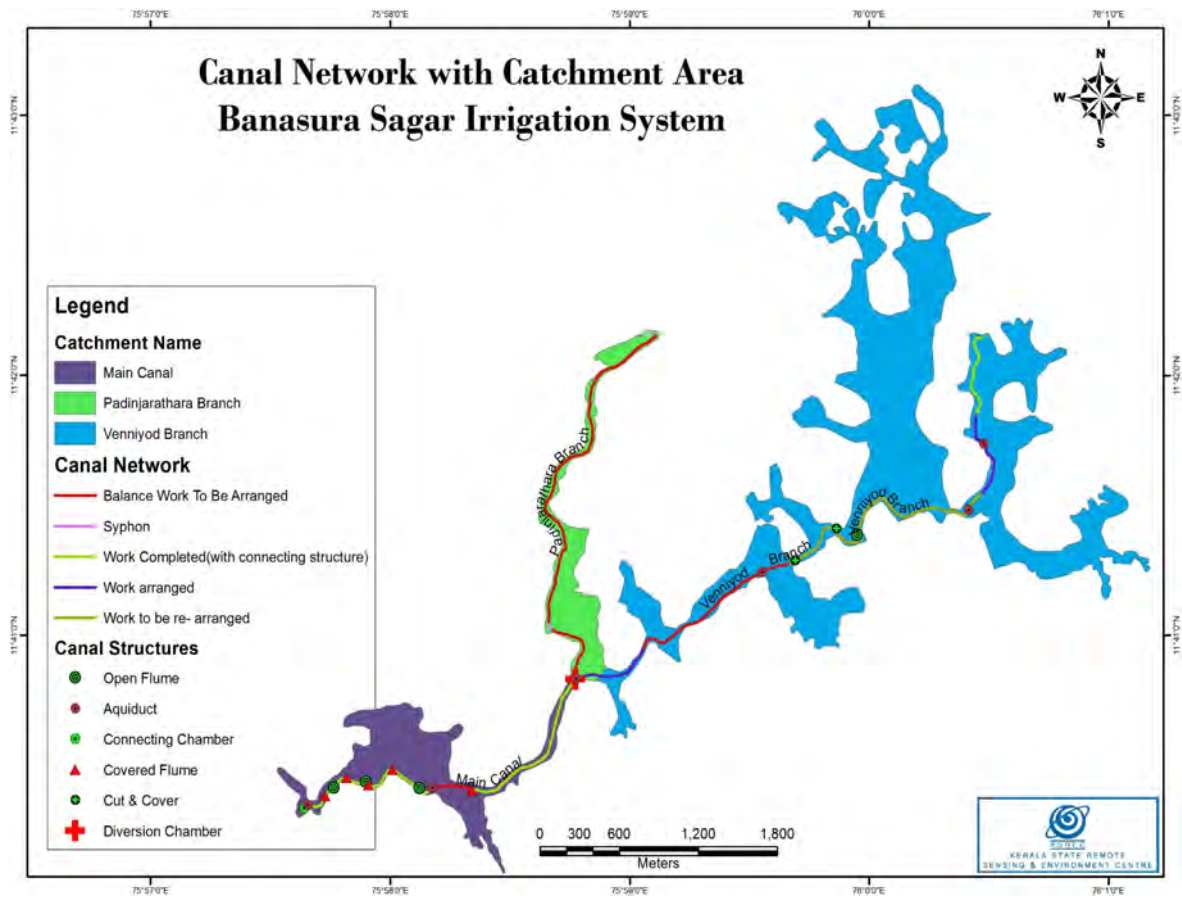 75°57'0"E 75°58'0"E 75°59'0"E 76°0'0"E 76°1'0"E
Canal Network with Catchment Area
Banasura Sagar Irrigation System
N
W E
S
11°43'0"N 11°43'0"N
Legend
Catchment Name
Main Canal
Padinjarathara Branch
Venniyod Branch
Canal Network
Balance Work To Be Arranged
Syphon
Work Completed(with connecting structure)
Work arranged
Work to be re- arranged
Canal Structures
Open Flume
Aquiduct
Connecting Chamber
Covered Flume
Cut & Cover
Diversion Chamber
11°42'0"N 11°42'0"N
Padinjarathara Branch
Venniyod Branch
Venniyod Branch
11°41'0"N 11°41'0"N
Main Canal
0 300 600 1,200 1,800
Meters
KERALA STATE REMOTE
SENSING & ENVIRONMENT CENTRE
75°57'0"E 75°58'0"E 75°59'0"E 76°0'0"E 76°1'0"E